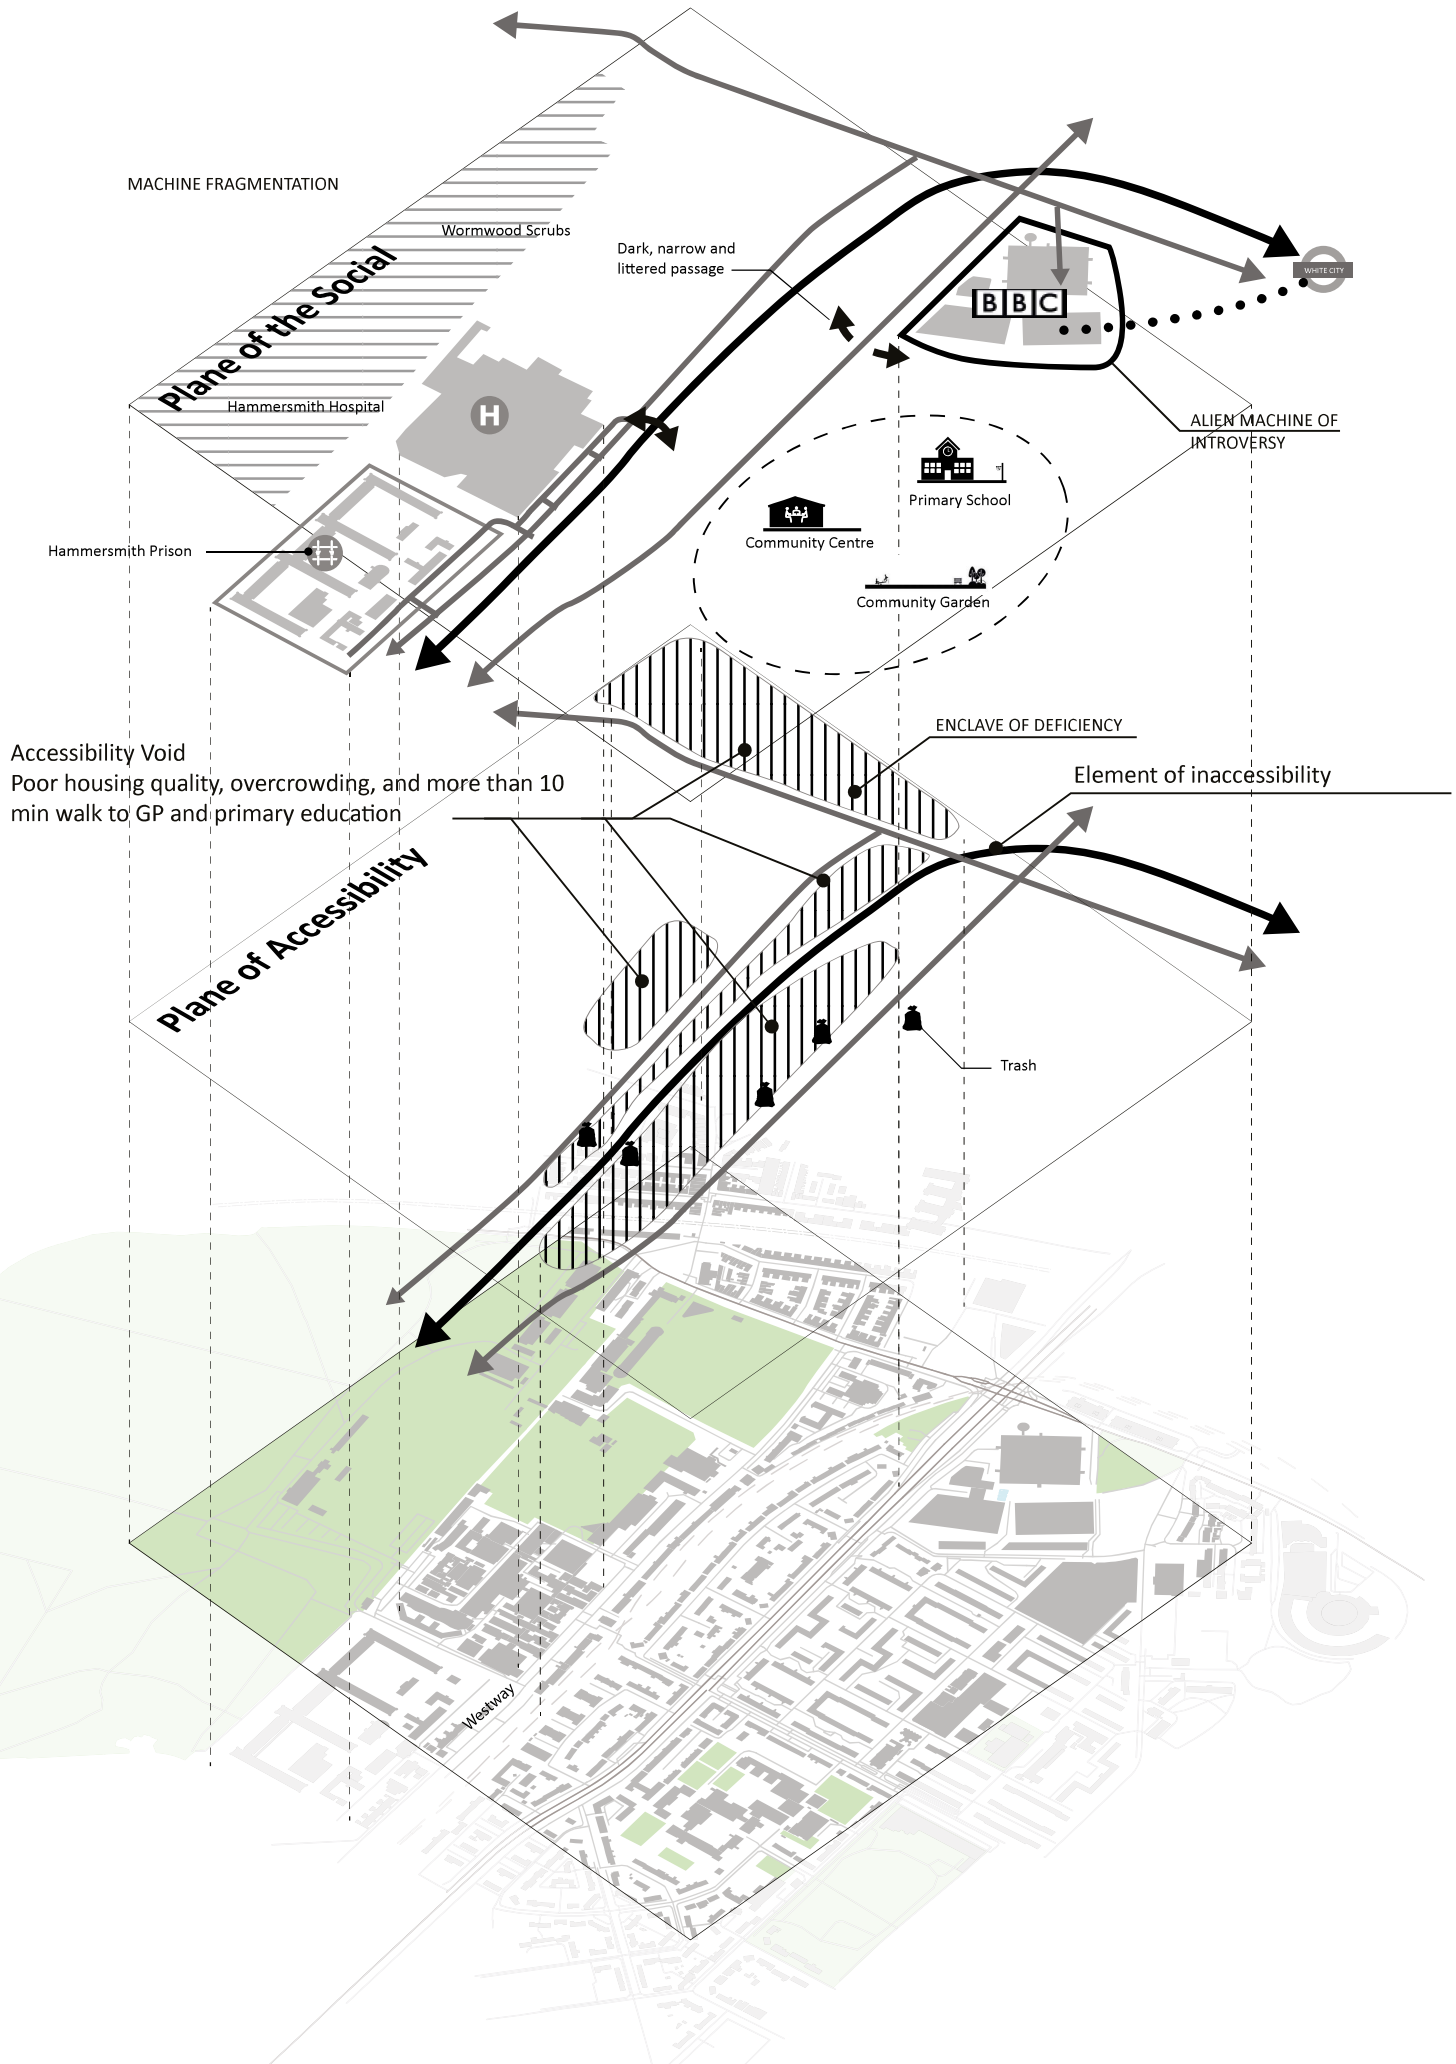 MACHINE FRAGMENTATION
Wormwood Scrubs
Plane of the Social
Dark, narrow and
littered passage
WHITE CITY
BBC
Hammersmith Hospital
H
ALIEN MACHINE OF
INTROVERSY
Primary School
Community Centre
Hammersmith Prison
Community Garden
ENCLAVE OF DEFICIENCY
Accessibility Void
Poor housing quality, overcrowding, and more than 10
min walk to GP and primary education
Element of inaccessibility
Plane of Accessibility
Trash
Westway